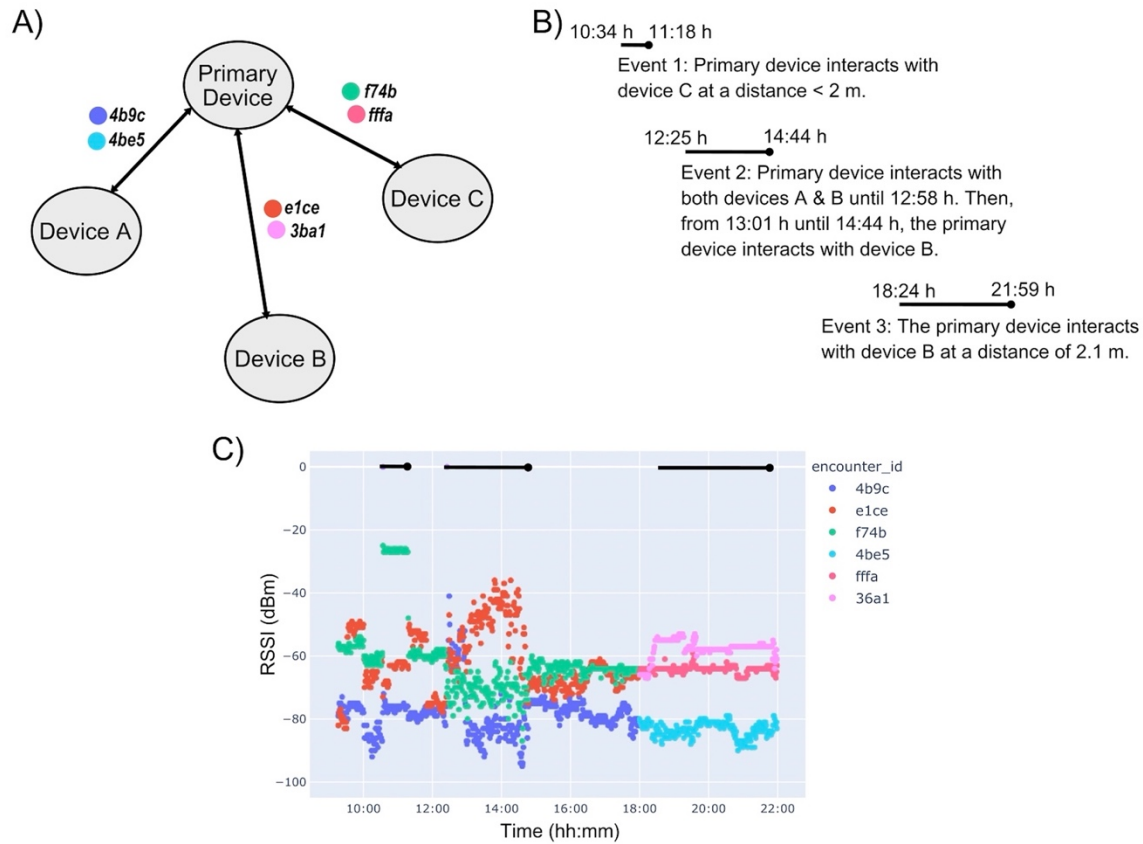 A)
Primary
Device
4b9c
4be5
f74b
fffa
e1ce
3ba1
Device A
Device C
Device B
B)
10:34 h 11:18 h
Event 1: Primary device interacts with
device C at a distance < 2 m.
12:25 h 14:44 h
Event 2: Primary device interacts with
both devices A & B until 12:58 h. Then,
from 13:01 h until 14:44 h, the primary
device interacts with device B.
18:24 h 21:59 h
Event 3: The primary device interacts
with device B at a distance of 2.1 m.
C)
RSSI (dBm)
0
−20
−40
−60
−80
−100
10:00 12:00 14:00 16:00 18:00 20:00 22:00
Time (hh:mm)
encounter_id
4b9c
e1ce
f74b
4be5
fffa
36a1